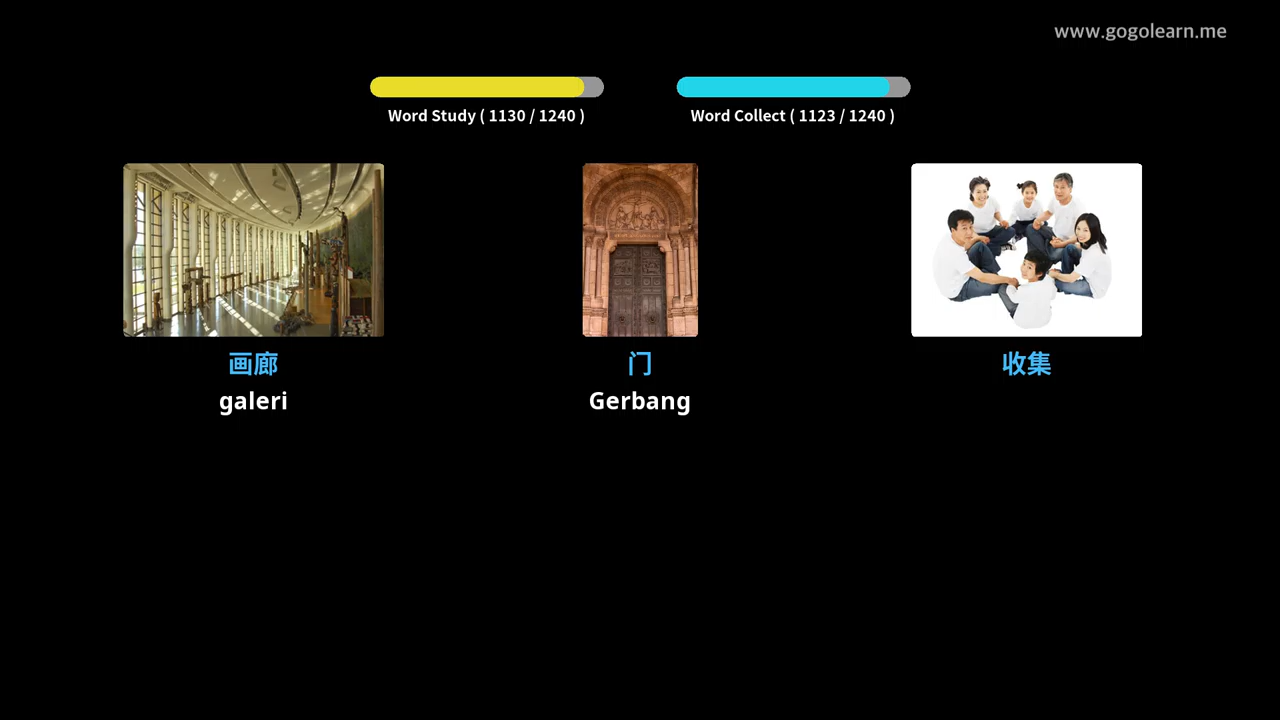 www.gogolearn.me
Word Study ( 1130 / 1240 )
Word Collect ( 1123 / 1240 )
画廊
门
收集
galeri
Gerbang